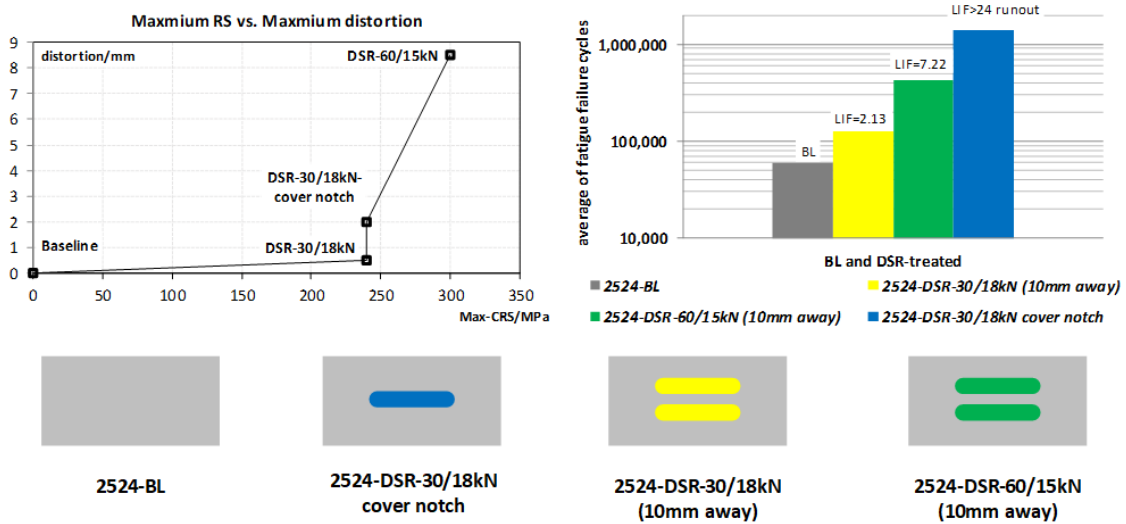 Maxmium RS vs. Maxmium distortion
distortion/mm
9
8
7
6
5
4
3
2
1
0
DSR-60/15kN
DSR-30/18kN-
cover notch
DSR-30/18kN
Baseline
0 50 100 150 200 250 300 350
Max-CRS/MPa
LIF>24 runout
LIF=7.22
LIF=2.13
BL
average of fatigue failure cycles
1,000,000
100,000
10,000
BL and DSR-treated
2524-BL
2524-DSR-30/18kN (10mm away)
2524-DSR-60/15kN (10mm away)
2524-DSR-30/18kN cover notch
2524-BL
2524-DSR-30/18kN
cover notch
2524-DSR-30/18kN
(10mm away)
2524-DSR-60/15kN
(10mm away)